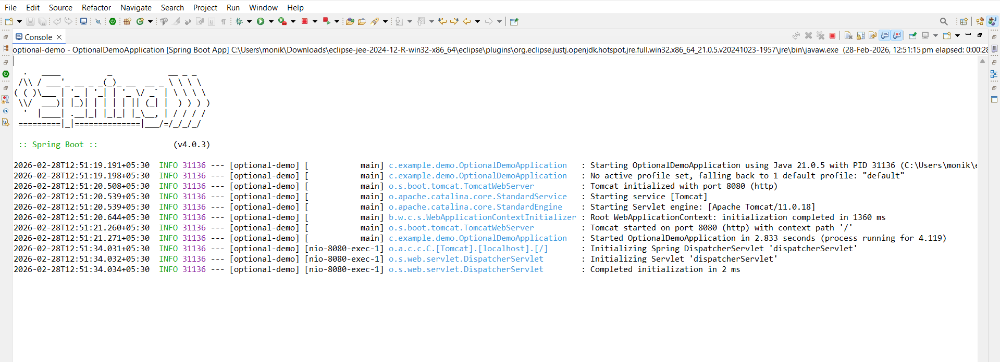 File Edit Source Refactor Navigate Search Project Run Window Help
Console
optional-demo - OptionalDemoApplication [Spring Boot App] C:\Users\monik\Downloads\eclipse-jee-2024-12-R-win32-x86_64\eclipse\plugins\org.eclipse.justj.openjdk.hotspot.jre.full.win32.x86_64_21.0.5.v20241023-1957\jre\bin\javaw.exe (28-Feb-2026, 12:51:15 pm elapsed: 0:00:28
  .   ____          _            __ _ _
 /\\ / ___'_ __ _ _(_)_ __  __ _ \ \ \ \
( ( )\___ | '_ | '_| | '_ \/ _` | \ \ \ \
 \\/  ___)| |_)| | | | | || (_| |  ) ) ) )
  '  |____| .__|_| |_|_| |_\__, | / / / /
 =========|_|==============|___/=/_/_/_/
 :: Spring Boot ::                (v4.0.3)
2026-02-28T12:51:19.191+05:30  INFO 31136 --- [optional-demo] [           main] c.example.demo.OptionalDemoApplication   : Starting OptionalDemoApplication using Java 21.0.5 with PID 31136 (C:\Users\monik\e
2026-02-28T12:51:19.198+05:30  INFO 31136 --- [optional-demo] [           main] c.example.demo.OptionalDemoApplication   : No active profile set, falling back to 1 default profile: "default"
2026-02-28T12:51:20.508+05:30  INFO 31136 --- [optional-demo] [           main] o.s.boot.tomcat.TomcatWebServer          : Tomcat initialized with port 8080 (http)
2026-02-28T12:51:20.539+05:30  INFO 31136 --- [optional-demo] [           main] o.apache.catalina.core.StandardService   : Starting service [Tomcat]
2026-02-28T12:51:20.539+05:30  INFO 31136 --- [optional-demo] [           main] o.apache.catalina.core.StandardEngine    : Starting Servlet engine: [Apache Tomcat/11.0.18]
2026-02-28T12:51:20.644+05:30  INFO 31136 --- [optional-demo] [           main] b.w.c.s.WebApplicationContextInitializer : Root WebApplicationContext: initialization completed in 1360 ms
2026-02-28T12:51:21.260+05:30  INFO 31136 --- [optional-demo] [           main] o.s.boot.tomcat.TomcatWebServer          : Tomcat started on port 8080 (http) with context path '/'
2026-02-28T12:51:21.271+05:30  INFO 31136 --- [optional-demo] [           main] c.example.demo.OptionalDemoApplication   : Started OptionalDemoApplication in 2.833 seconds (process running for 4.119)
2026-02-28T12:51:34.031+05:30  INFO 31136 --- [optional-demo] [nio-8080-exec-1] o.a.c.c.C.[Tomcat].[localhost].[/]       : Initializing Spring DispatcherServlet 'dispatcherServlet'
2026-02-28T12:51:34.032+05:30  INFO 31136 --- [optional-demo] [nio-8080-exec-1] o.s.web.servlet.DispatcherServlet        : Initializing Servlet 'dispatcherServlet'
2026-02-28T12:51:34.034+05:30  INFO 31136 --- [optional-demo] [nio-8080-exec-1] o.s.web.servlet.DispatcherServlet        : Completed initialization in 2 ms